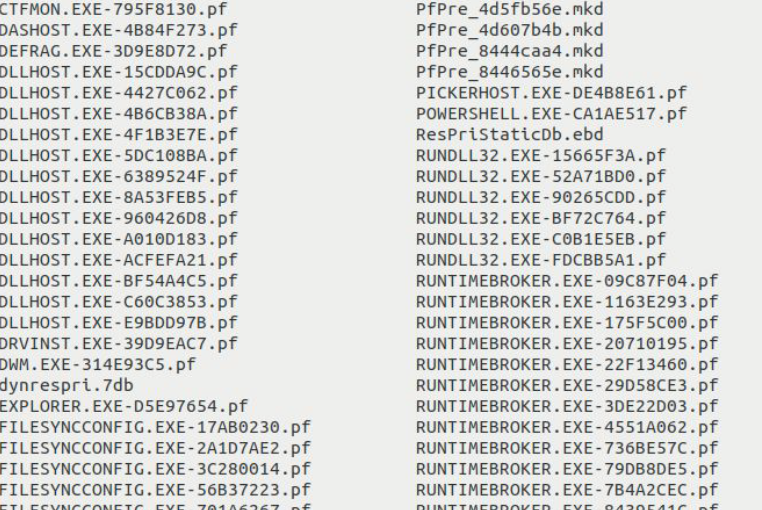 CTFMON.EXE-795F8130.pf
DASHOST.EXE-4B84F273.pf
DEFRAG.EXE-3D9E8D72.pf
DLLHOST.EXE-15CDDA9C.pf
DLLHOST.EXE-4427C062.pf
DLLHOST.EXE-4B6CB38A.pf
DLLHOST.EXE-4F1B3E7E.pf
DLLHOST.EXE-5DC108BA.pf
DLLHOST.EXE-6389524F.pf
DLLHOST.EXE-8A53FEB5.pf
DLLHOST.EXE-960426D8.pf
DLLHOST.EXE-A010D183.pf
DLLHOST.EXE-ACFEFA21.pf
DLLHOST.EXE-BF54A4C5.pf
DLLHOST.EXE-C60C3853.pf
DLLHOST.EXE-E9BDD97B.pf
DRVINST.EXE-39D9EAC7.pf
DWM.EXE-314E93C5.pf
dynrespri.7db
EXPLORER.EXE-D5E97654.pf
FILESYNCCONFIG.EXE-17AB0230.pf
FILESYNCCONFIG.EXE-2A1D7AE2.pf
FILESYNCCONFIG.EXE-3C280014.pf
FILESYNCCONFIG.EXE-56B37223.pf
FILESYNCCONFIG.EXE-701A6267.pf
PfPre_4d5fb56e.mkd
PfPre_4d607b4b.mkd
PfPre_8444caa4.mkd
PfPre_8446565e.mkd
PICKERHOST.EXE-DE4B8E61.pf
POWERSHELL.EXE-CA1AE517.pf
ResPriStaticDb.ebd
RUNDLL32.EXE-15665F3A.pf
RUNDLL32.EXE-52A71BD0.pf
RUNDLL32.EXE-90265CDD.pf
RUNDLL32.EXE-BF72C764.pf
RUNDLL32.EXE-C0B1E5EB.pf
RUNDLL32.EXE-FDCBB5A1.pf
RUNTIMEBROKER.EXE-09C87F04.pf
RUNTIMEBROKER.EXE-1163E293.pf
RUNTIMEBROKER.EXE-175F5C00.pf
RUNTIMEBROKER.EXE-20710195.pf
RUNTIMEBROKER.EXE-22F13460.pf
RUNTIMEBROKER.EXE-29D58CE3.pf
RUNTIMEBROKER.EXE-3DE22D03.pf
RUNTIMEBROKER.EXE-4551A062.pf
RUNTIMEBROKER.EXE-736BE57C.pf
RUNTIMEBROKER.EXE-79DB8DE5.pf
RUNTIMEBROKER.EXE-7B4A2CEC.pf